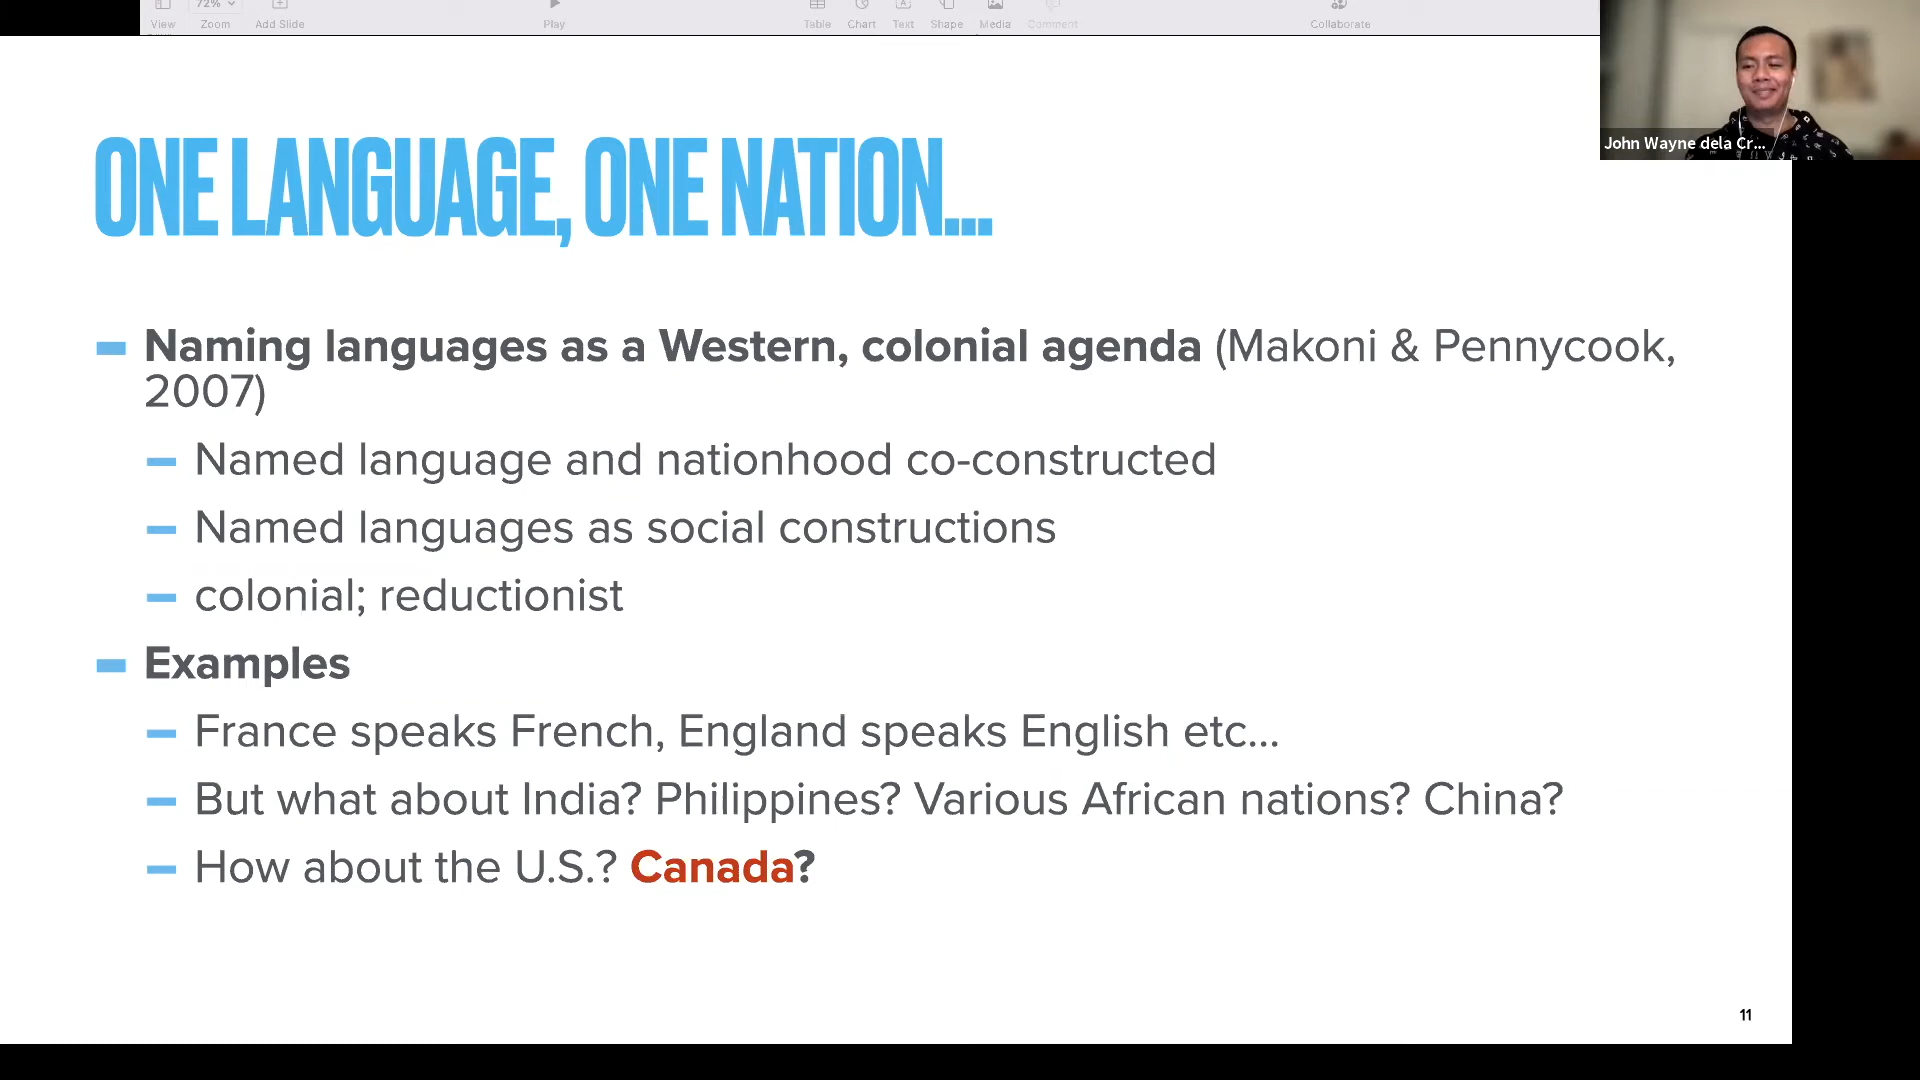 72%
View
Zoom
Add Slide
Play
Table
Chart
Text
Shape
Media
Comment
Collaborate
John Wayne dela Cr...
ONE LANGUAGE, ONE NATION...
Naming languages as a Western, colonial agenda (Makoni & Pennycook,
2007)
Named language and nationhood co-constructed
Named languages as social constructions
colonial; reductionist
Examples
France speaks French, England speaks English etc...
But what about India? Philippines? Various African nations? China?
How about the U.S.? Canada?
11